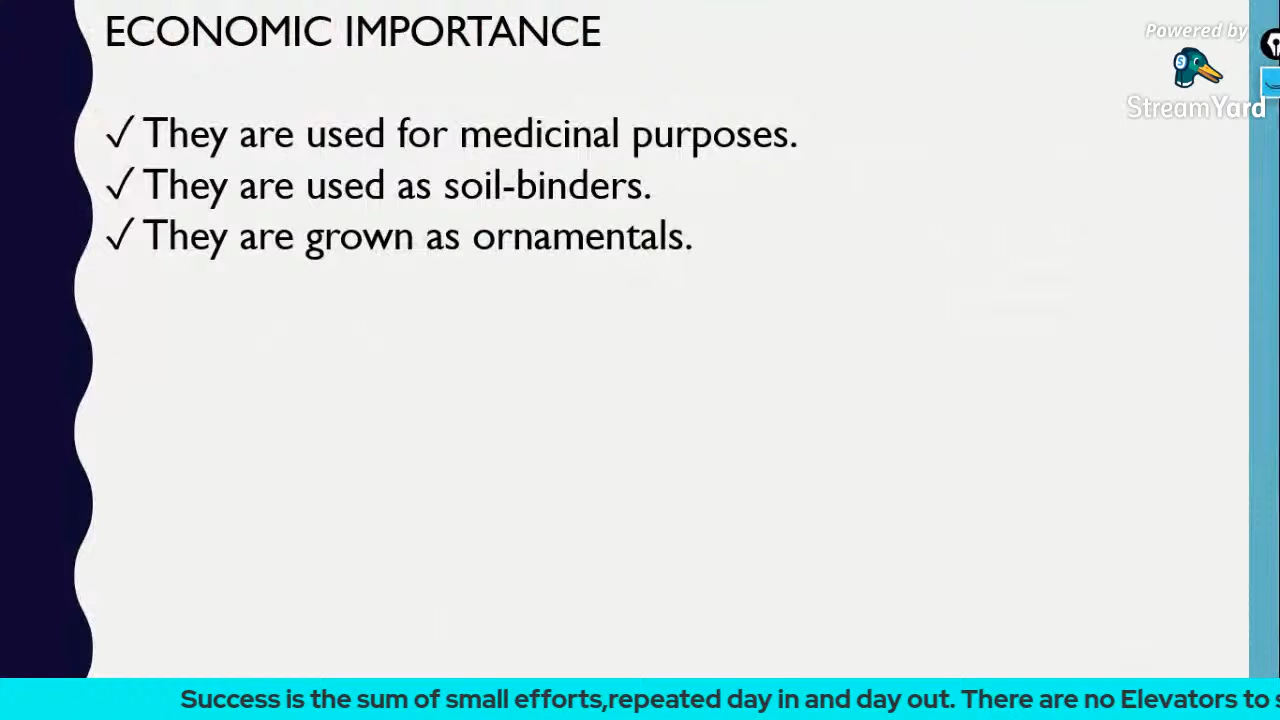 ECONOMIC IMPORTANCE
Powered by
StreamYard
✓ They are used for medicinal purposes.
✓ They are used as soil-binders.
✓ They are grown as ornamentals.
Success is the sum of small efforts,repeated day in and day out. There are no Elevators to